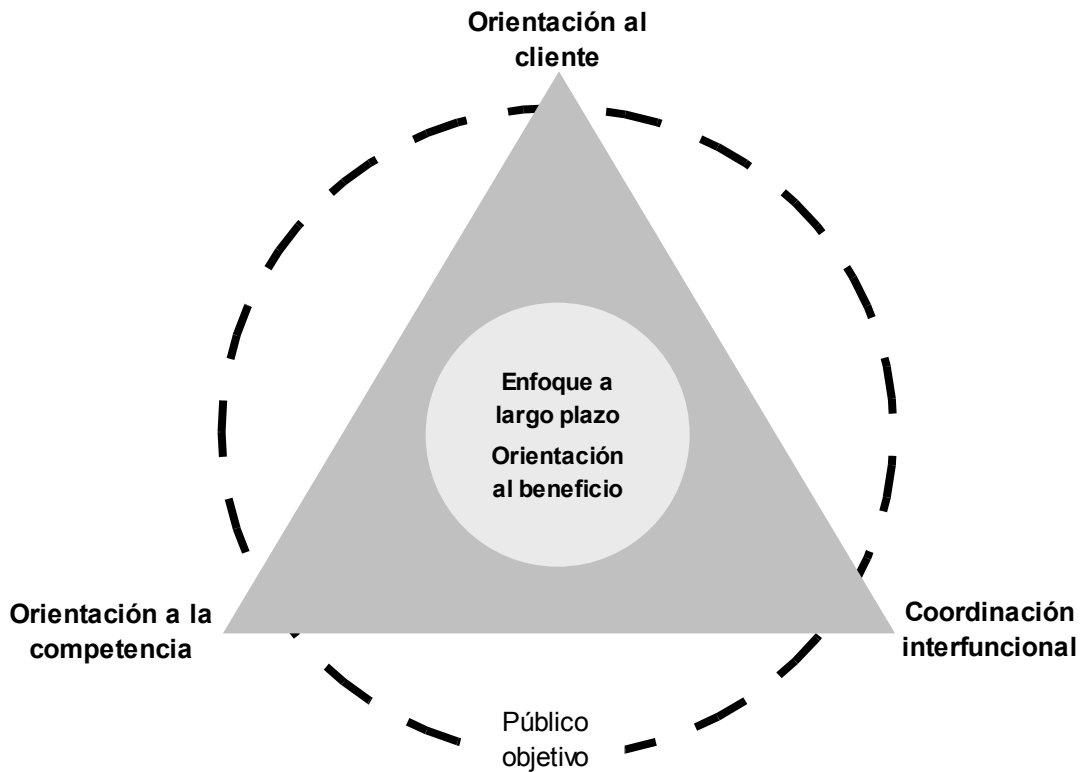 Orientación al
cliente
Enfoque a
largo plazo
Orientación
al beneficio
Orientación a la
competencia
Coordinación
interfuncional
Público
objetivo